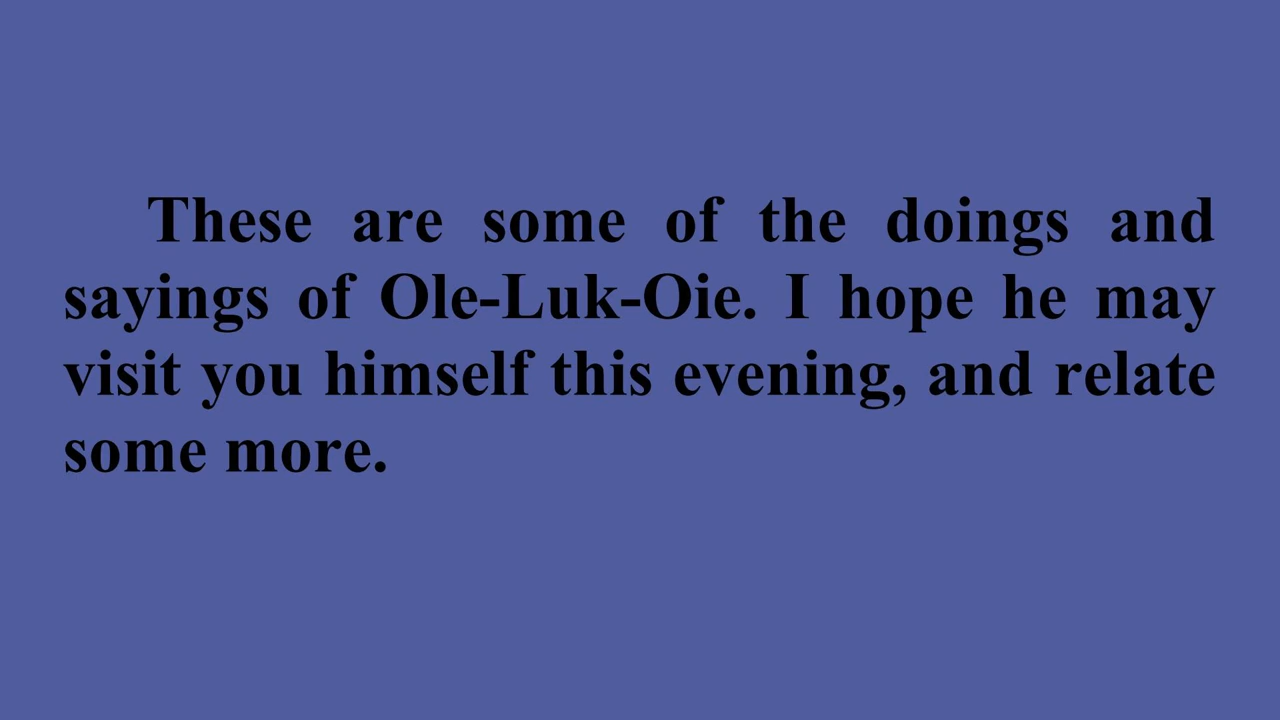 These are some of the doings and
sayings of Ole-Luk-Oie. I hope he may
visit you himself this evening, and relate
some more.